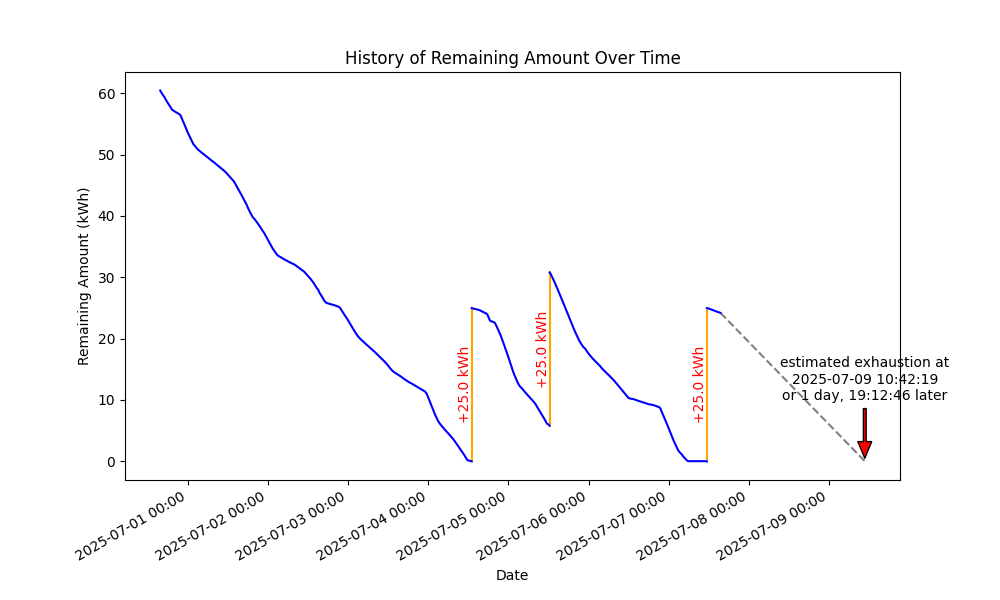 History of Remaining Amount Over Time
Remaining Amount (kWh)
60
50
40
30
20
10
0
+25.0 kWh
+25.0 kWh
+25.0 kWh
estimated exhaustion at
2025-07-09 10:42:19
or 1 day, 19:12:46 later
2025-07-01 00:00
2025-07-02 00:00
2025-07-03 00:00
2025-07-04 00:00
2025-07-05 00:00
2025-07-06 00:00
2025-07-07 00:00
2025-07-08 00:00
2025-07-09 00:00
Date